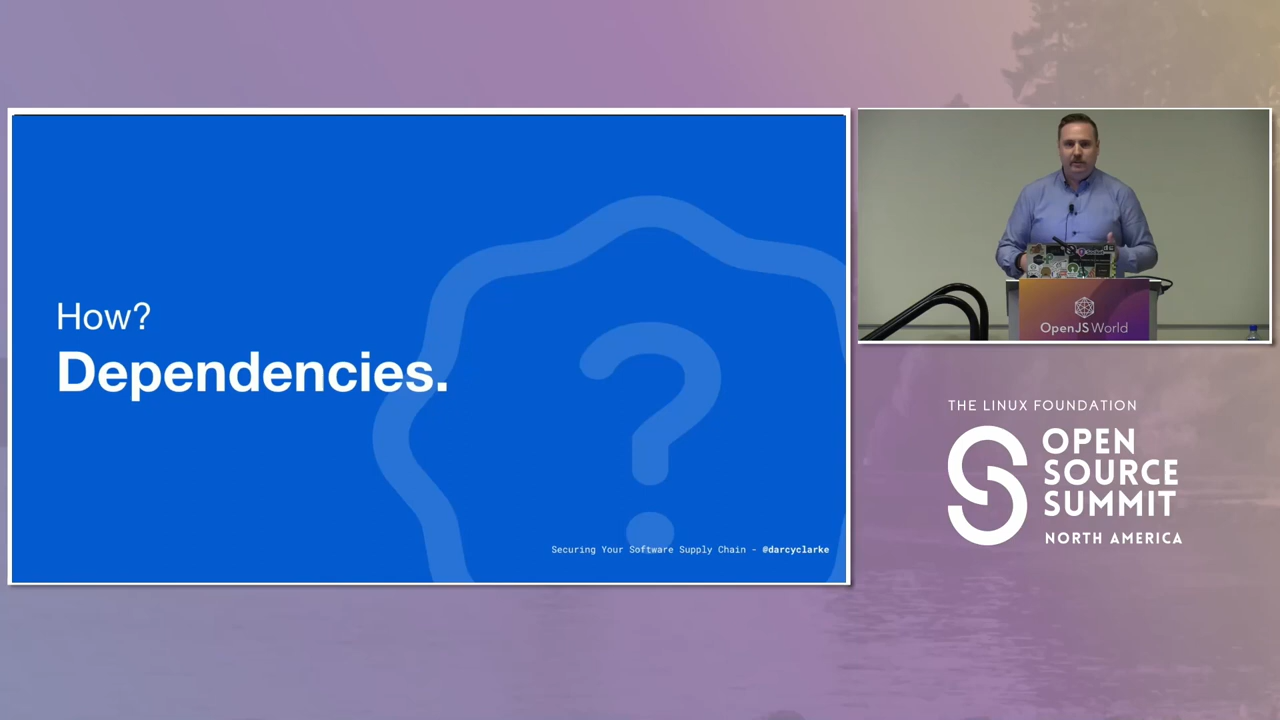 How?
Dependencies.
Securing Your Software Supply Chain - @darcyclarke
OpenJS World
THE LINUX FOUNDATION
OPEN
SOURCE
SUMMIT
NORTH AMERICA